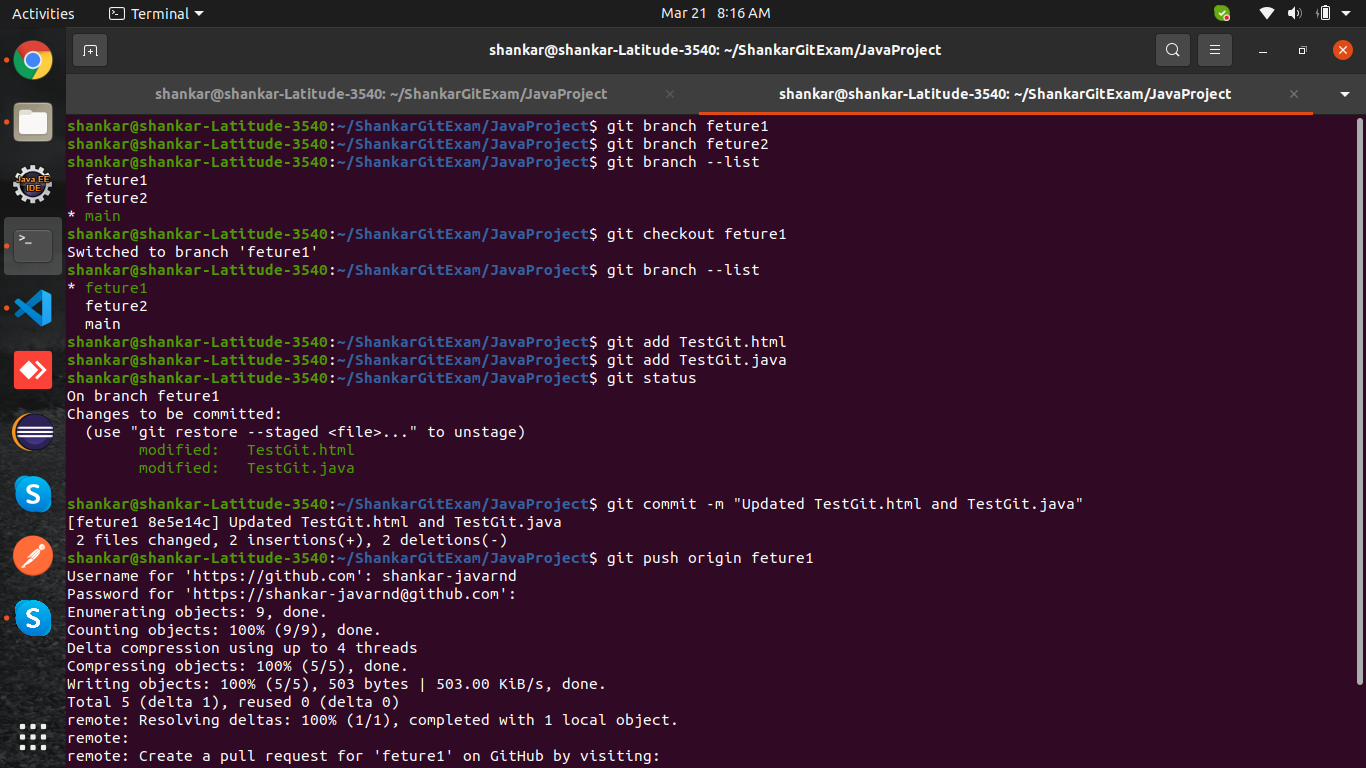 Activities
Terminal
Mar 21 8:16 AM
shankar@shankar-Latitude-3540: ~/ShankarGitExam/JavaProject
shankar@shankar-Latitude-3540: ~/ShankarGitExam/JavaProject
shankar@shankar-Latitude-3540: ~/ShankarGitExam/JavaProject
shankar@shankar-Latitude-3540:~/ShankarGitExam/JavaProject$ git branch feture1
shankar@shankar-Latitude-3540:~/ShankarGitExam/JavaProject$ git branch feture2
shankar@shankar-Latitude-3540:~/ShankarGitExam/JavaProject$ git branch --list
  feture1
  feture2
* main
shankar@shankar-Latitude-3540:~/ShankarGitExam/JavaProject$ git checkout feture1
Switched to branch 'feture1'
shankar@shankar-Latitude-3540:~/ShankarGitExam/JavaProject$ git branch --list
* feture1
  feture2
  main
shankar@shankar-Latitude-3540:~/ShankarGitExam/JavaProject$ git add TestGit.html
shankar@shankar-Latitude-3540:~/ShankarGitExam/JavaProject$ git add TestGit.java
shankar@shankar-Latitude-3540:~/ShankarGitExam/JavaProject$ git status
On branch feture1
Changes to be committed:
  (use "git restore --staged <file>..." to unstage)
        modified:   TestGit.html
        modified:   TestGit.java
shankar@shankar-Latitude-3540:~/ShankarGitExam/JavaProject$ git commit -m "Updated TestGit.html and TestGit.java"
[feture1 8e5e14c] Updated TestGit.html and TestGit.java
 2 files changed, 2 insertions(+), 2 deletions(-)
shankar@shankar-Latitude-3540:~/ShankarGitExam/JavaProject$ git push origin feture1
Username for 'https://github.com': shankar-javarnd
Password for 'https://shankar-javarnd@github.com':
Enumerating objects: 9, done.
Counting objects: 100% (9/9), done.
Delta compression using up to 4 threads
Compressing objects: 100% (5/5), done.
Writing objects: 100% (5/5), 503 bytes | 503.00 KiB/s, done.
Total 5 (delta 1), reused 0 (delta 0)
remote: Resolving deltas: 100% (1/1), completed with 1 local object.
remote:
remote: Create a pull request for 'feture1' on GitHub by visiting:
Java EE
IDE
>_
S
S